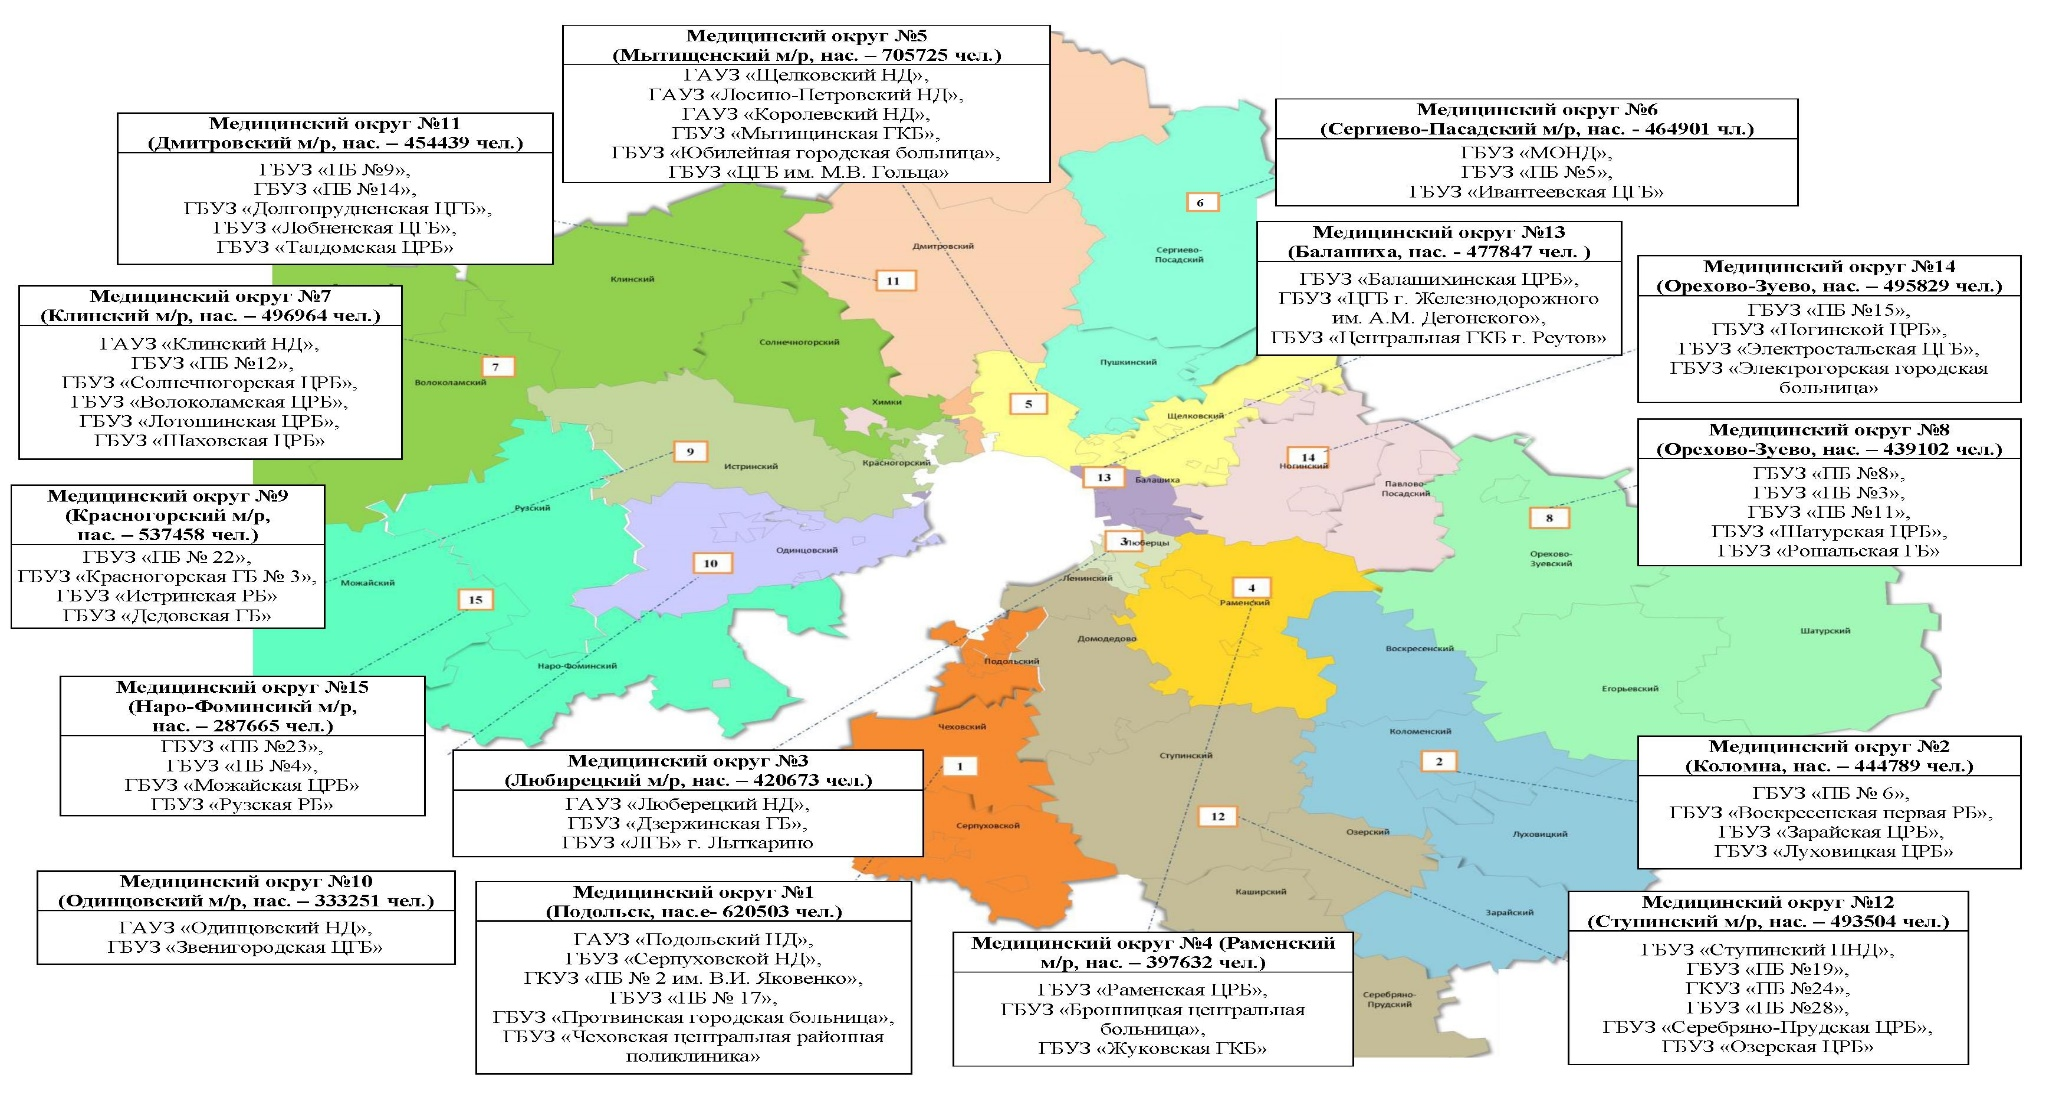 Медицинский округ №5
(Мытищенский м/р, нас. – 705725 чел.)
ГАУЗ «Щелковский НД»,
ГАУЗ «Лосино-Петровский НД»,
ГАУЗ «Королевский НД»,
ГБУЗ «Мытищинская ГКБ»,
ГБУЗ «Юбилейная городская больница»,
ГБУЗ «ЦГБ им. М.В. Гольца»
Медицинский округ №11
(Дмитровский м/р, нас. – 454439 чел.)
ГБУЗ «ПБ №9»,
ГБУЗ «ПБ №14»,
ГБУЗ «Долгопрудненская ЦГБ»,
ГБУЗ «Лобненская ЦГБ»,
ГБУЗ «Талдомская ЦРБ»
Медицинский округ №6
(Сергиево-Пасадский м/р, нас. - 464901 чл.)
ГБУЗ «МОНД»,
ГБУЗ «ПБ №5»,
ГБУЗ «Ивантеевская ЦГБ»
Медицинский округ №13
(Балашиха, нас. - 477847 чел. )
ГБУЗ «Балашихинская ЦРБ»,
ГБУЗ «ЦГБ г. Железнодорожного
им. А.М. Дегонского»,
ГБУЗ «Центральная ГКБ г. Реутов»
Медицинский округ №14
(Орехово-Зуево, нас. – 495829 чел.)
ГБУЗ «ПБ №15»,
ГБУЗ «Ногинской ЦРБ»,
ГБУЗ «Электростальская ЦГБ»,
ГБУЗ «Электрогорская городская
больница»
Медицинский округ №7
(Клинский м/р, нас. – 496964 чел.)
ГАУЗ «Клинский НД»,
ГБУЗ «ПБ №12»,
ГБУЗ «Солнечногорская ЦРБ»,
ГБУЗ «Волоколамская ЦРБ»,
ГБУЗ «Лотошинская ЦРБ»,
ГБУЗ «Шаховская ЦРБ»
Медицинский округ №8
(Орехово-Зуево, нас. – 439102 чел.)
ГБУЗ «ПБ №8»,
ГБУЗ «ПБ №3»,
ГБУЗ «ПБ №11»,
ГБУЗ «Шатурская ЦРБ»,
ГБУЗ «Рошальская ГБ»
Медицинский округ №9
(Красногорский м/р,
нас. – 537458 чел.)
ГБУЗ «ПБ № 22»,
ГБУЗ «Красногорская ГБ № 3»,
ГБУЗ «Истринская РБ»
ГБУЗ «Дедовская ГБ»
Медицинский округ №15
(Наро-Фоминсикй м/р,
нас. – 287665 чел.)
ГБУЗ «ПБ №23»,
ГБУЗ «ПБ №4»,
ГБУЗ «Можайская ЦРБ»
ГБУЗ «Рузская РБ»
Медицинский округ №3
(Любирецкий м/р, нас. – 420673 чел.)
ГАУЗ «Люберецкий НД»,
ГБУЗ «Дзержинская ГБ»,
ГБУЗ «ЛГБ» г. Лыткарино
Медицинский округ №2
(Коломна, нас. – 444789 чел.)
ГБУЗ «ПБ № 6»,
ГБУЗ «Воскресенская первая РБ»,
ГБУЗ «Зарайская ЦРБ»,
ГБУЗ «Луховицкая ЦРБ»
Медицинский округ №10
(Одинцовский м/р, нас. – 333251 чел.)
ГАУЗ «Одинцовский НД»,
ГБУЗ «Звенигородская ЦГБ»
Медицинский округ №1
(Подольск, нас.е- 620503 чел.)
ГАУЗ «Подольский НД»,
ГБУЗ «Серпуховской НД»,
ГКУЗ «ПБ № 2 им. В.И. Яковенко»,
ГБУЗ «ПБ № 17»,
ГБУЗ «Протвинская городская больница»,
ГБУЗ «Чеховская центральная районная
поликлиника»
Медицинский округ №4 (Раменский
м/р, нас. – 397632 чел.)
ГБУЗ «Раменская ЦРБ»,
ГБУЗ «Бронницкая центральная
больница»,
ГБУЗ «Жуковская ГКБ»
Медицинский округ №12
(Ступинский м/р, нас. – 493504 чел.)
ГБУЗ «Ступинский ПНД»,
ГБУЗ «ПБ №19»,
ГКУЗ «ПБ №24»,
ГБУЗ «ПБ №28»,
ГБУЗ «Серебряно-Прудская ЦРБ»,
ГБУЗ «Озерская ЦРБ»
6
Дмитровский
Сергиево-
Посадский
Клинский
11
Солнечногорский
Пушкинский
7
Волоколамский
Химки
5
Щелковский
9
Истринский
Красногорский
14
Ногинский
13
Балашиха
Павлово-
Посадский
Рузский
8
Одинцовский
3
Люберцы
Орехово-
Зуевский
10
Можайский
Ленинский
4
15
Раменский
Шатурский
Домодедово
Воскресенский
Наро-Фоминский
Подольский
Егорьевский
Чеховский
Коломенский
Ступинский
1
2
12
Серпуховской
Озерский
Луховицкий
Каширский
Зарайский
Серебряно-
Прудский